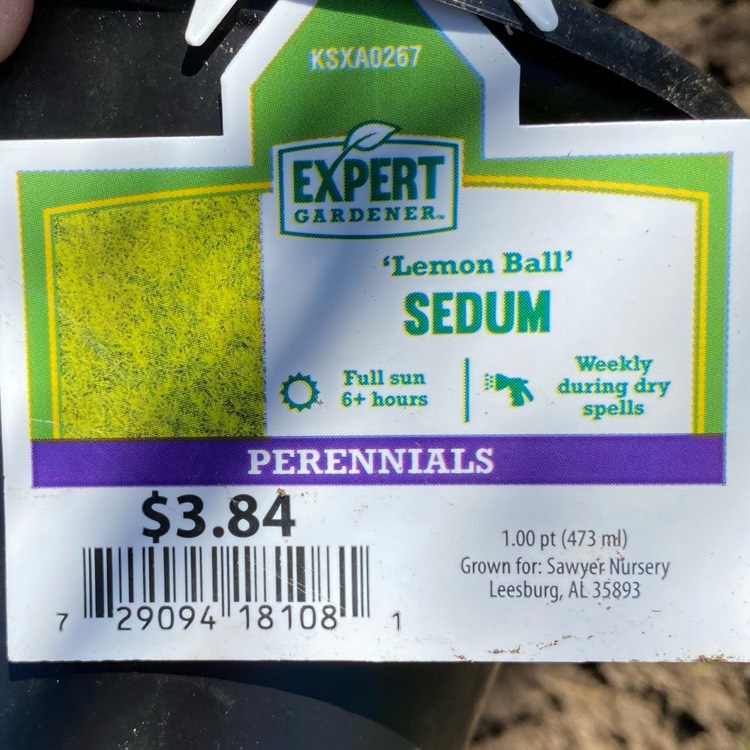 KSXA0267
EXPERT
GARDENER™
'Lemon Ball'
SEDUM
Full sun
6+ hours
Weekly
during dry
spells
PERENNIALS
$3.84
7 29094 18108 1
1.00 pt (473 ml)
Grown for: Sawyer Nursery
Leesburg, AL 35893